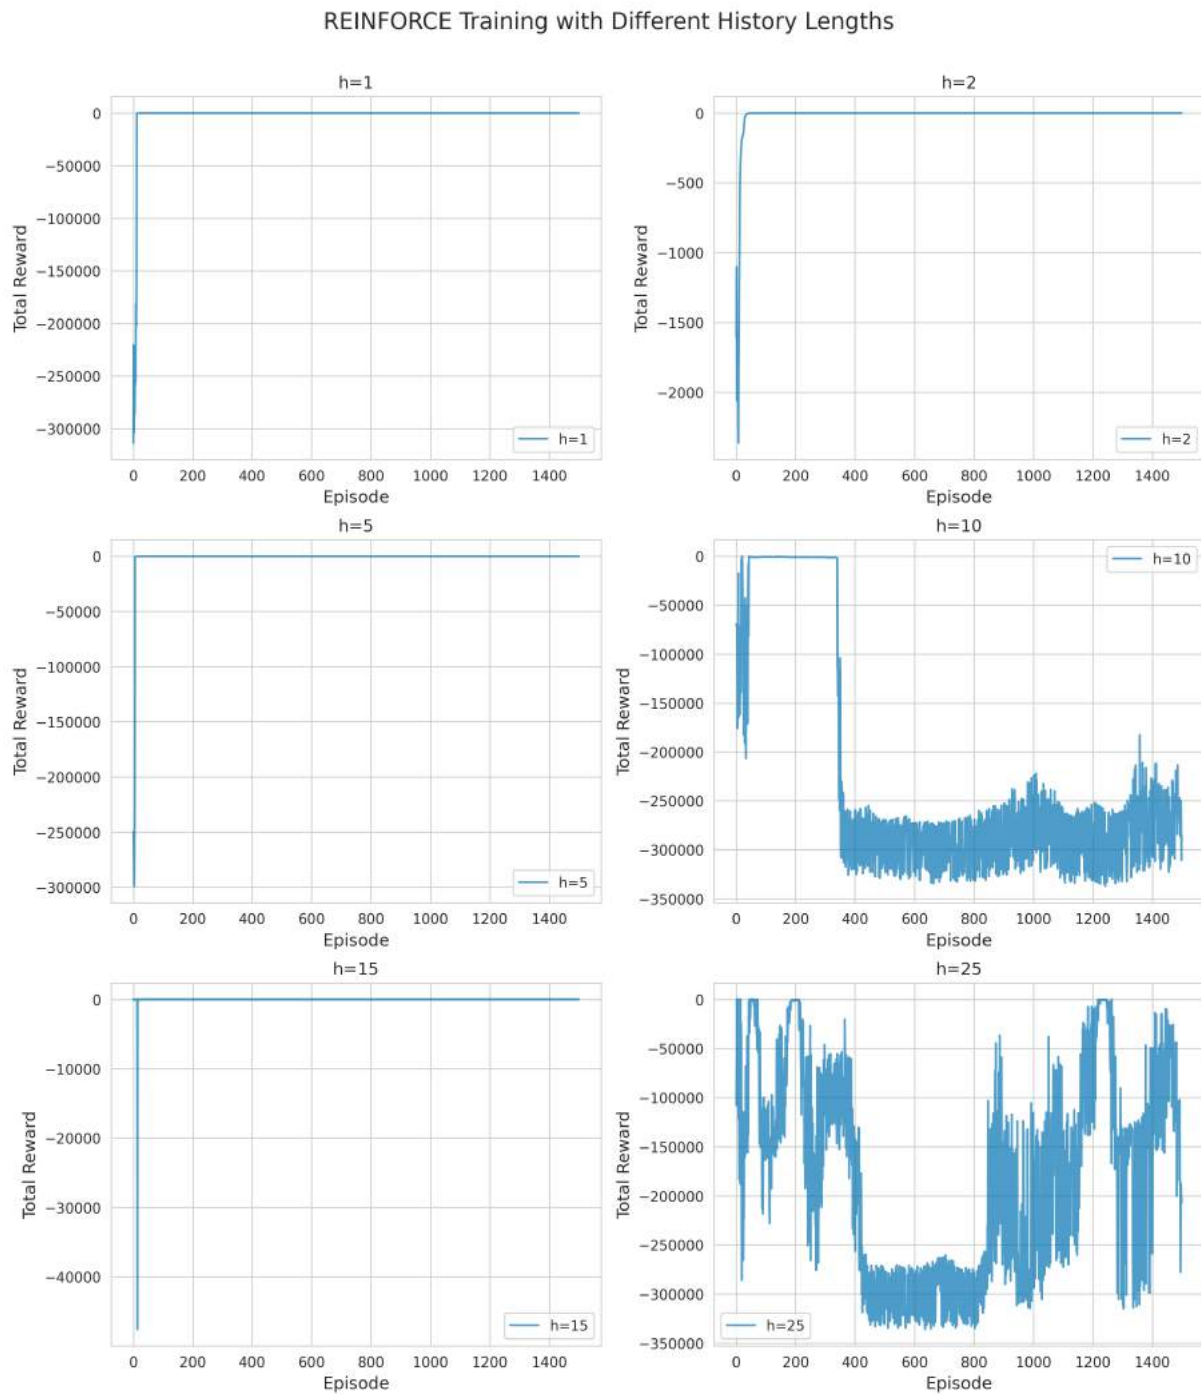 REINFORCE Training with Different History Lengths
h=1
0
−50000
−100000
−150000
−200000
−250000
−300000
Total Reward
h=1
0 200 400 600 800 1000 1200 1400
Episode
h=2
0
−500
−1000
−1500
−2000
Total Reward
h=2
0 200 400 600 800 1000 1200 1400
Episode
h=5
0
−50000
−100000
−150000
−200000
−250000
−300000
Total Reward
h=5
0 200 400 600 800 1000 1200 1400
Episode
h=10
0
−50000
−100000
−150000
−200000
−250000
−300000
−350000
Total Reward
h=10
0 200 400 600 800 1000 1200 1400
Episode
h=15
0
−10000
−20000
−30000
−40000
Total Reward
h=15
0 200 400 600 800 1000 1200 1400
Episode
h=25
0
−50000
−100000
−150000
−200000
−250000
−300000
−350000
Total Reward
h=25
0 200 400 600 800 1000 1200 1400
Episode